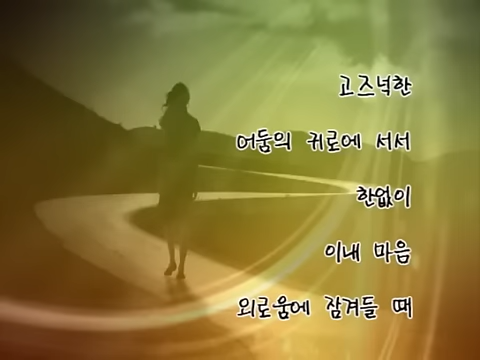 고즈넉한
어둠의 귀로에 서서
한없이
이내 마음
외로움에 잠겨들 때